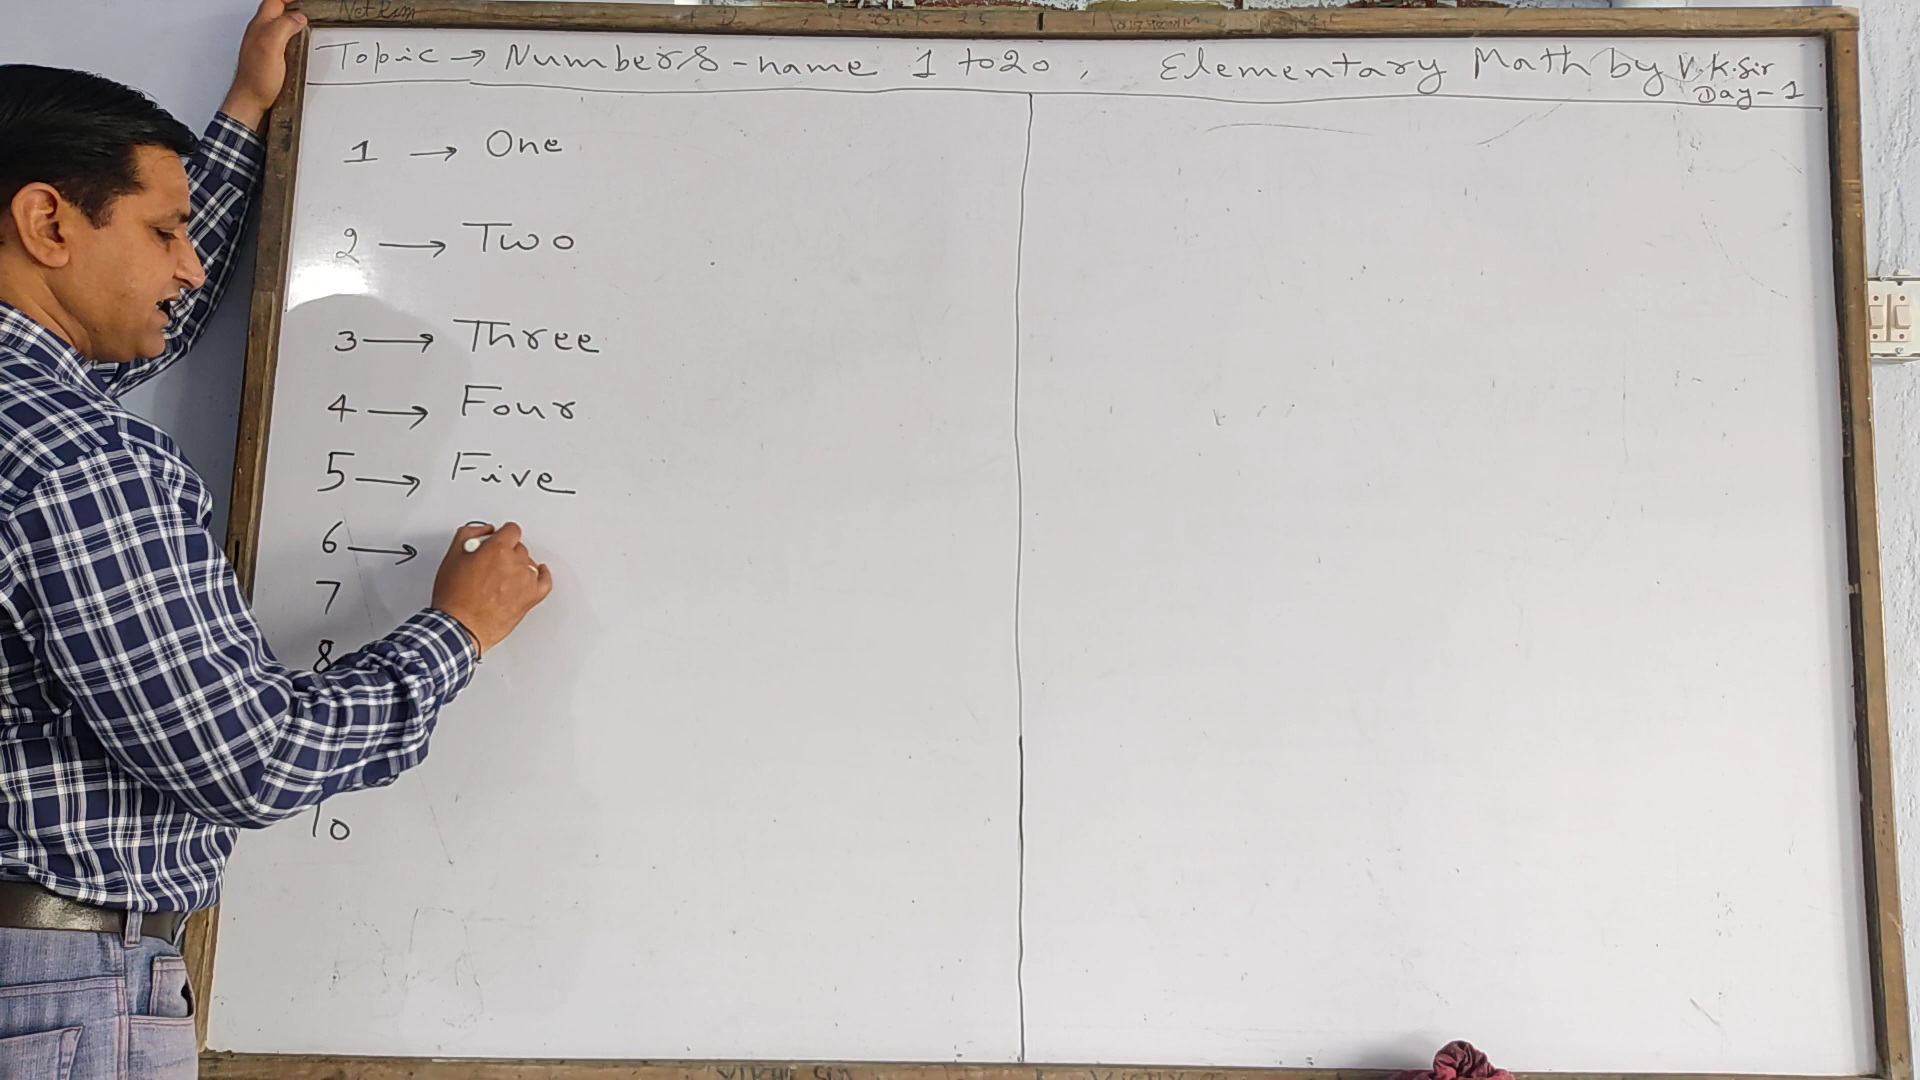 Topic → Numbers-name 1 to 20, Elementary Math by V.K.Sir
Day-1
1 → One
2 → Two
3 → Three
4 → Four
5 → Five
6 →
7
8
10